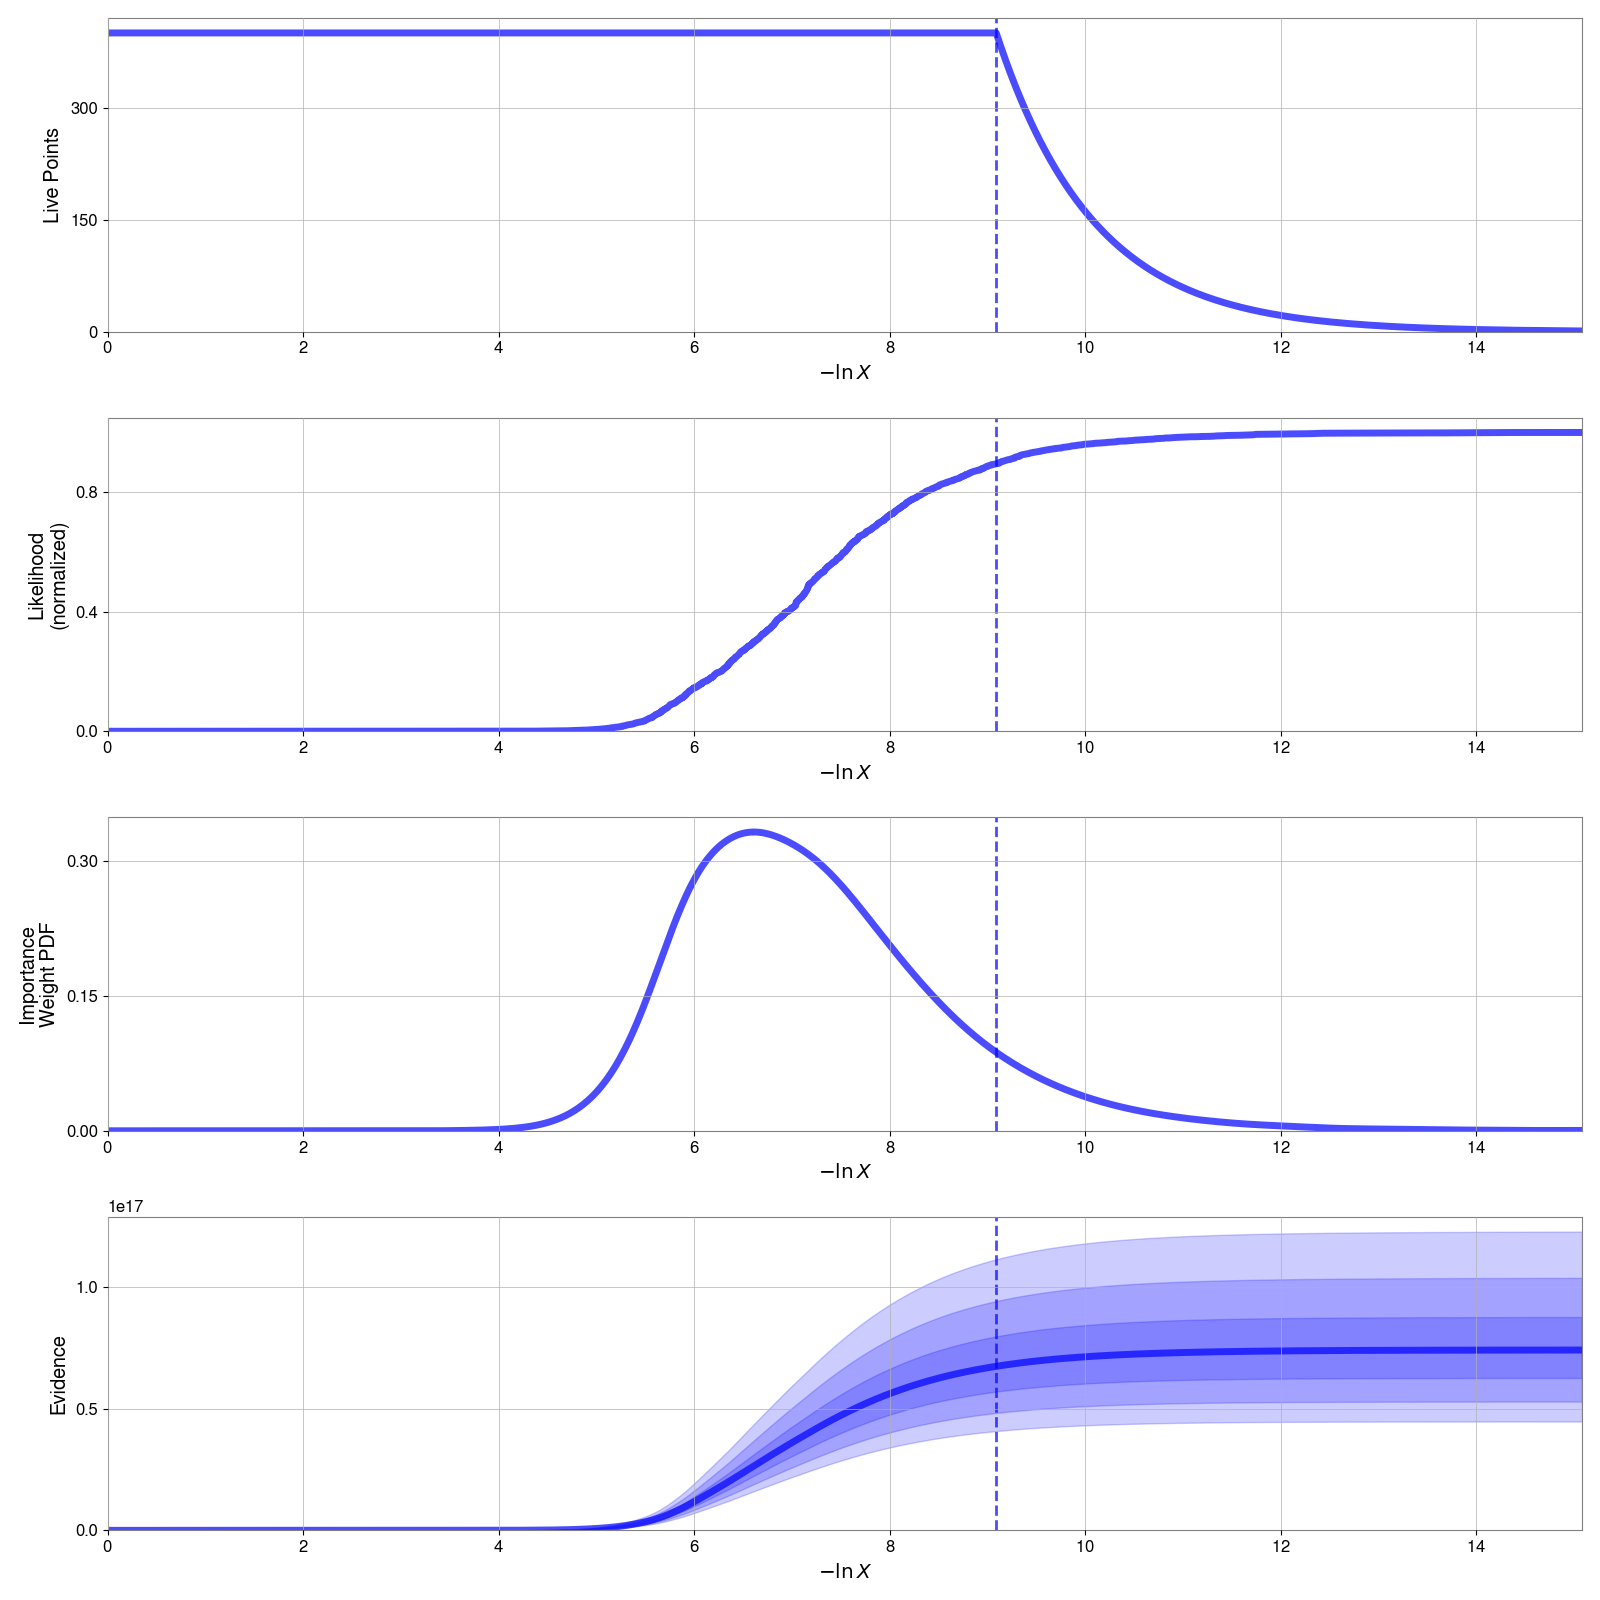 300
150
0
Live Points
0 2 4 6 8 10 12 14
−ln X
0.8
0.4
0.0
Likelihood
(normalized)
0 2 4 6 8 10 12 14
−ln X
0.30
0.15
0.00
Importance
Weight PDF
0 2 4 6 8 10 12 14
−ln X
1e17
1.0
0.5
0.0
Evidence
0 2 4 6 8 10 12 14
−ln X